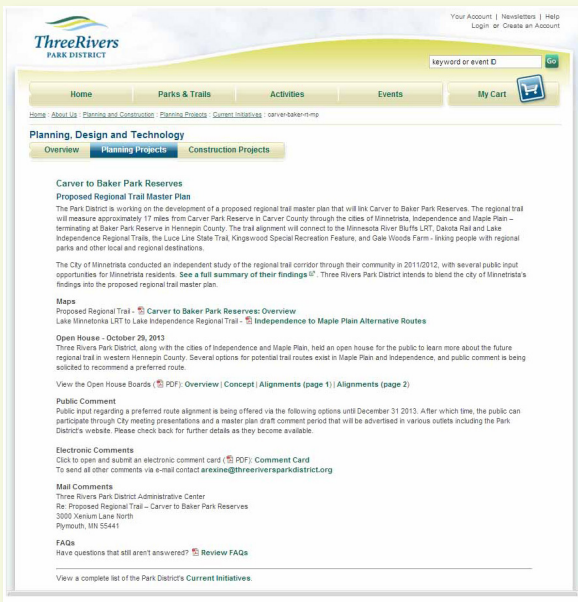 Your Account | Newsletters | Help
Login or Create an Account
ThreeRivers
PARK DISTRICT
keyword or event ID
Go
Home
Parks & Trails
Activities
Events
My Cart
Home : About Us : Planning and Construction : Planning Projects : Current Initiatives : carver-baker-rt-mp
Planning, Design and Technology
Overview
Planning Projects
Construction Projects
Carver to Baker Park Reserves
Proposed Regional Trail Master Plan
The Park District is working on the development of a proposed regional trail master plan that will link Carver to Baker Park Reserves. The regional trail
will measure approximately 17 miles from Carver Park Reserve in Carver County through the cities of Minnetrista, Independence and Maple Plain –
terminating at Baker Park Reserve in Hennepin County. The trail alignment will connect to the Minnesota River Bluffs LRT, Dakota Rail and Lake
Independence Regional Trails, the Luce Line State Trail, Kingswood Special Recreation Feature, and Gale Woods Farm - linking people with regional
parks and other local and regional destinations.
The City of Minnetrista conducted an independent study of the regional trail corridor through their community in 2011/2012, with several public input
opportunities for Minnetrista residents. See a full summary of their findings . Three Rivers Park District intends to blend the city of Minnetrista's
findings into the proposed regional trail master plan.
Maps
Proposed Regional Trail - Carver to Baker Park Reserves: Overview
Lake Minnetonka LRT to Lake Independence Regional Trail - Independence to Maple Plain Alternative Routes
Open House - October 29, 2013
Three Rivers Park District, along with the cities of Independence and Maple Plain, held an open house for the public to learn more about the future
regional trail in western Hennepin County. Several options for potential trail routes exist in Maple Plain and Independence, and public comment is being
solicited to recommend a preferred route.
View the Open House Boards ( PDF): Overview | Concept | Alignments (page 1) | Alignments (page 2)
Public Comment
Public input regarding a preferred route alignment is being offered via the following options until December 31 2013. After which time, the public can
participate through City meeting presentations and a master plan draft comment period that will be advertised in various outlets including the Park
District's website. Please check back for further details as they become available.
Electronic Comments
Click to open and submit an electronic comment card ( PDF): Comment Card
To send all other comments via e-mail contact arexine@threeriversparkdistrict.org
Mail Comments
Three Rivers Park District Administrative Center
Re: Proposed Regional Trail – Carver to Baker Park Reserves
3000 Xenium Lane North
Plymouth, MN 55441
FAQs
Have questions that still aren't answered? Review FAQs
View a complete list of the Park District's Current Initiatives.